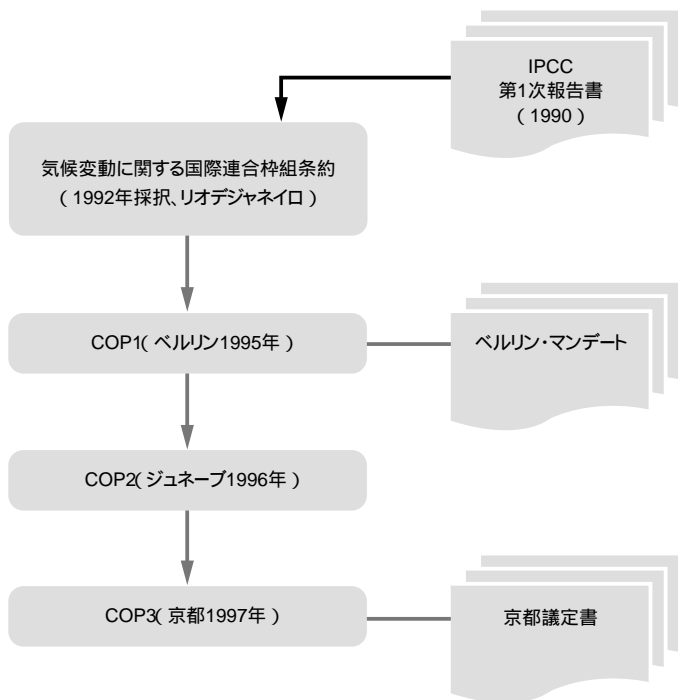 IPCC
第1次報告書
( 1990 )
気候変動に関する国際連合枠組条約
( 1992年採択、リオデジャネイロ )
COP1( ベルリン1995年 )
ベルリン・マンデート
COP2( ジュネーブ1996年 )
COP3( 京都1997年 )
京都議定書